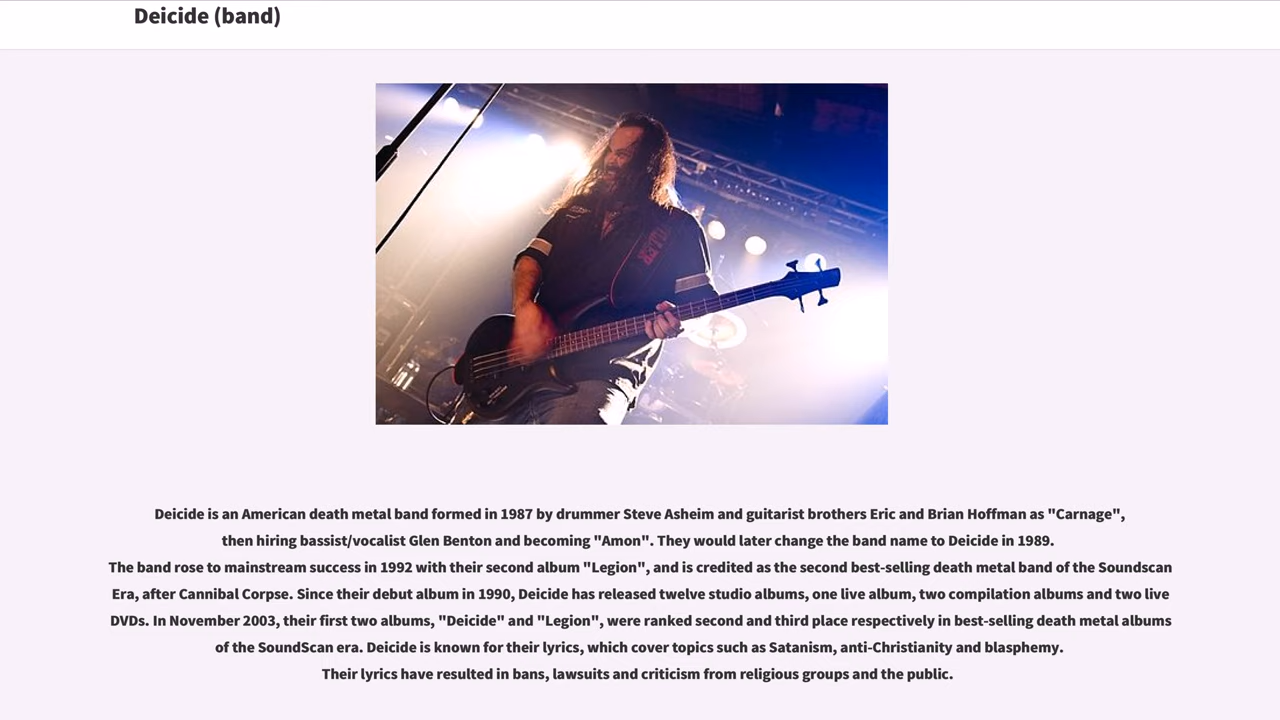 Deicide (band)
Deicide is an American death metal band formed in 1987 by drummer Steve Asheim and guitarist brothers Eric and Brian Hoffman as "Carnage",
then hiring bassist/vocalist Glen Benton and becoming "Amon". They would later change the band name to Deicide in 1989.
The band rose to mainstream success in 1992 with their second album "Legion", and is credited as the second best-selling death metal band of the Soundscan
Era, after Cannibal Corpse. Since their debut album in 1990, Deicide has released twelve studio albums, one live album, two compilation albums and two live
DVDs. In November 2003, their first two albums, "Deicide" and "Legion", were ranked second and third place respectively in best-selling death metal albums
of the SoundScan era. Deicide is known for their lyrics, which cover topics such as Satanism, anti-Christianity and blasphemy.
Their lyrics have resulted in bans, lawsuits and criticism from religious groups and the public.